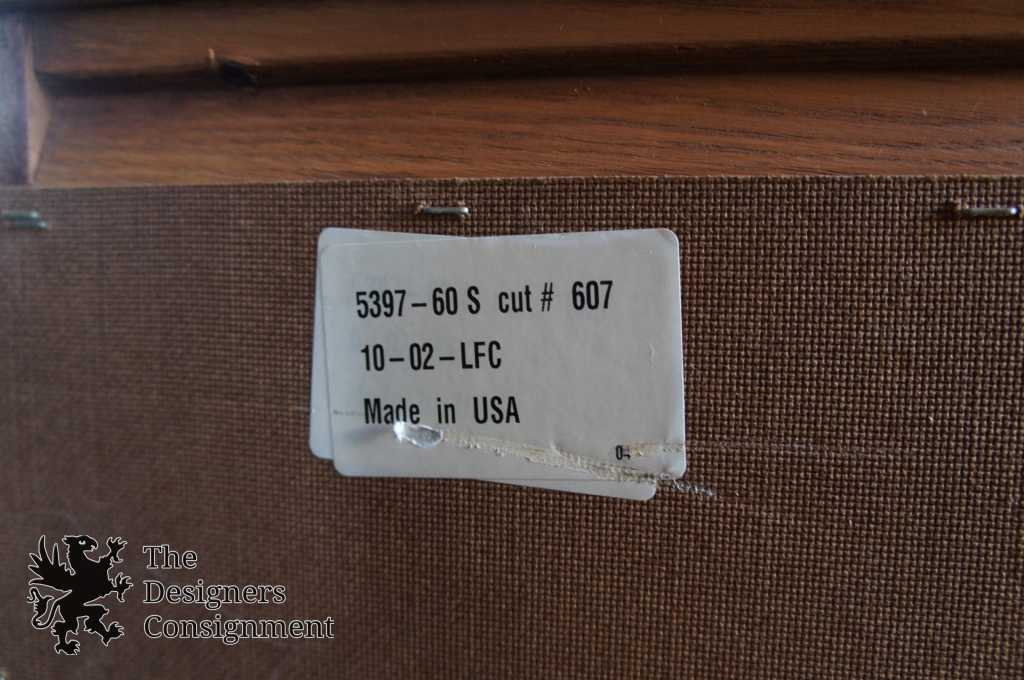 5397-60 S cut # 607
10-02-LFC
Made in USA
The
Designers
Consignment